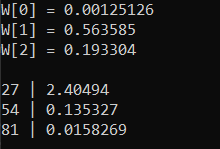 W[0] = 0.00125126
W[1] = 0.563585
W[2] = 0.193304
27 | 2.40494
54 | 0.135327
81 | 0.0158269